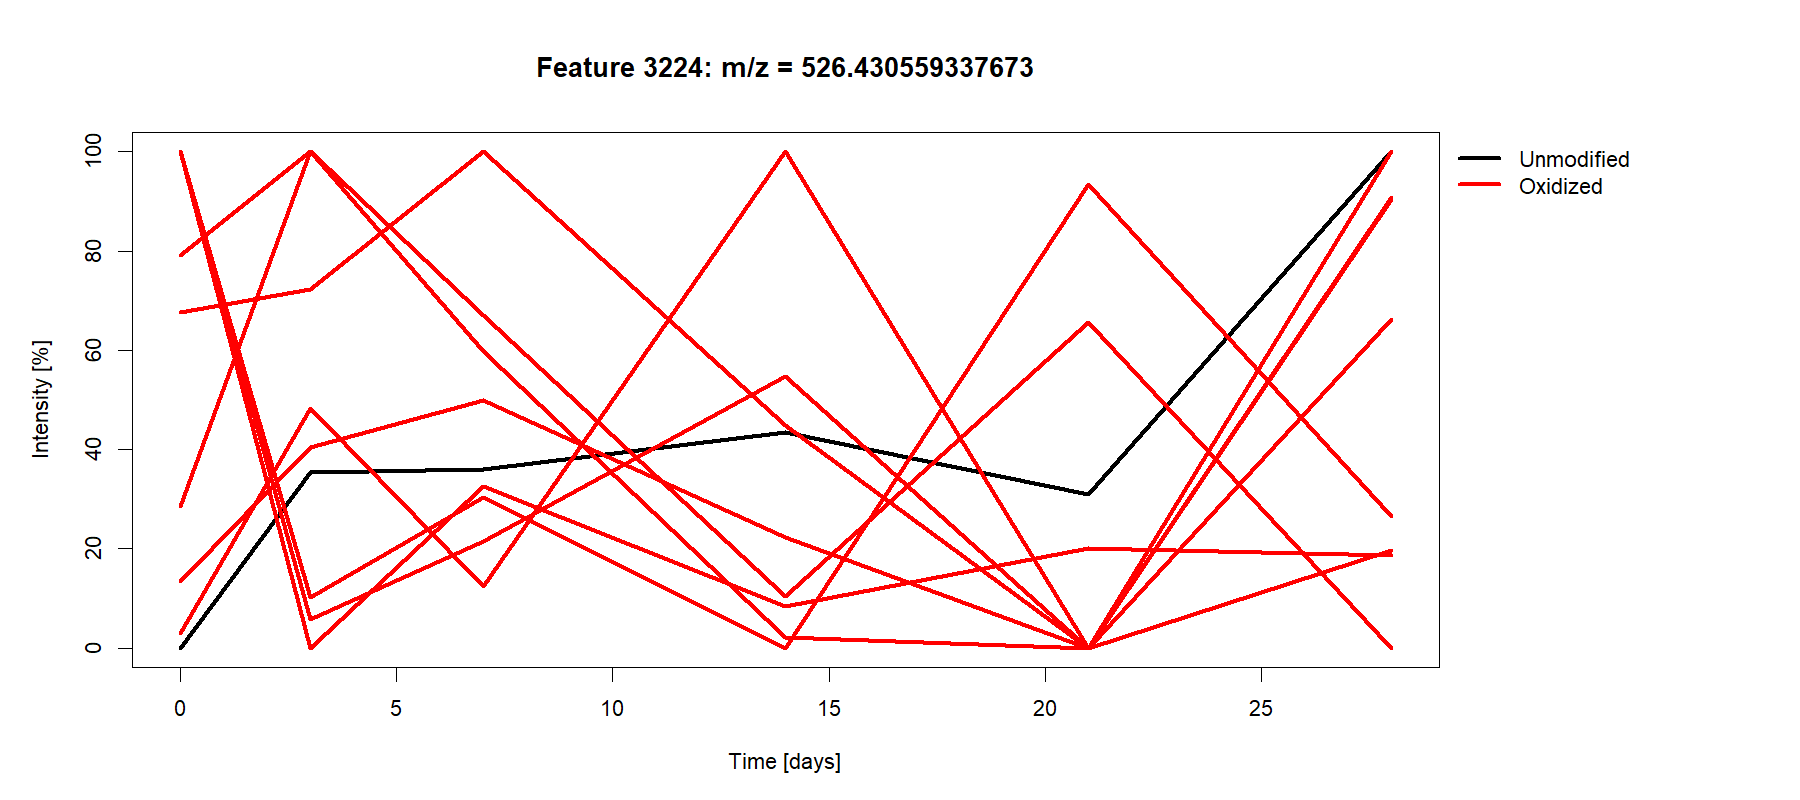 Feature 3224: m/z = 526.430559337673
Unmodified
Oxidized
100
80
60
40
20
0
Intensity [%]
0 5 10 15 20 25
Time [days]